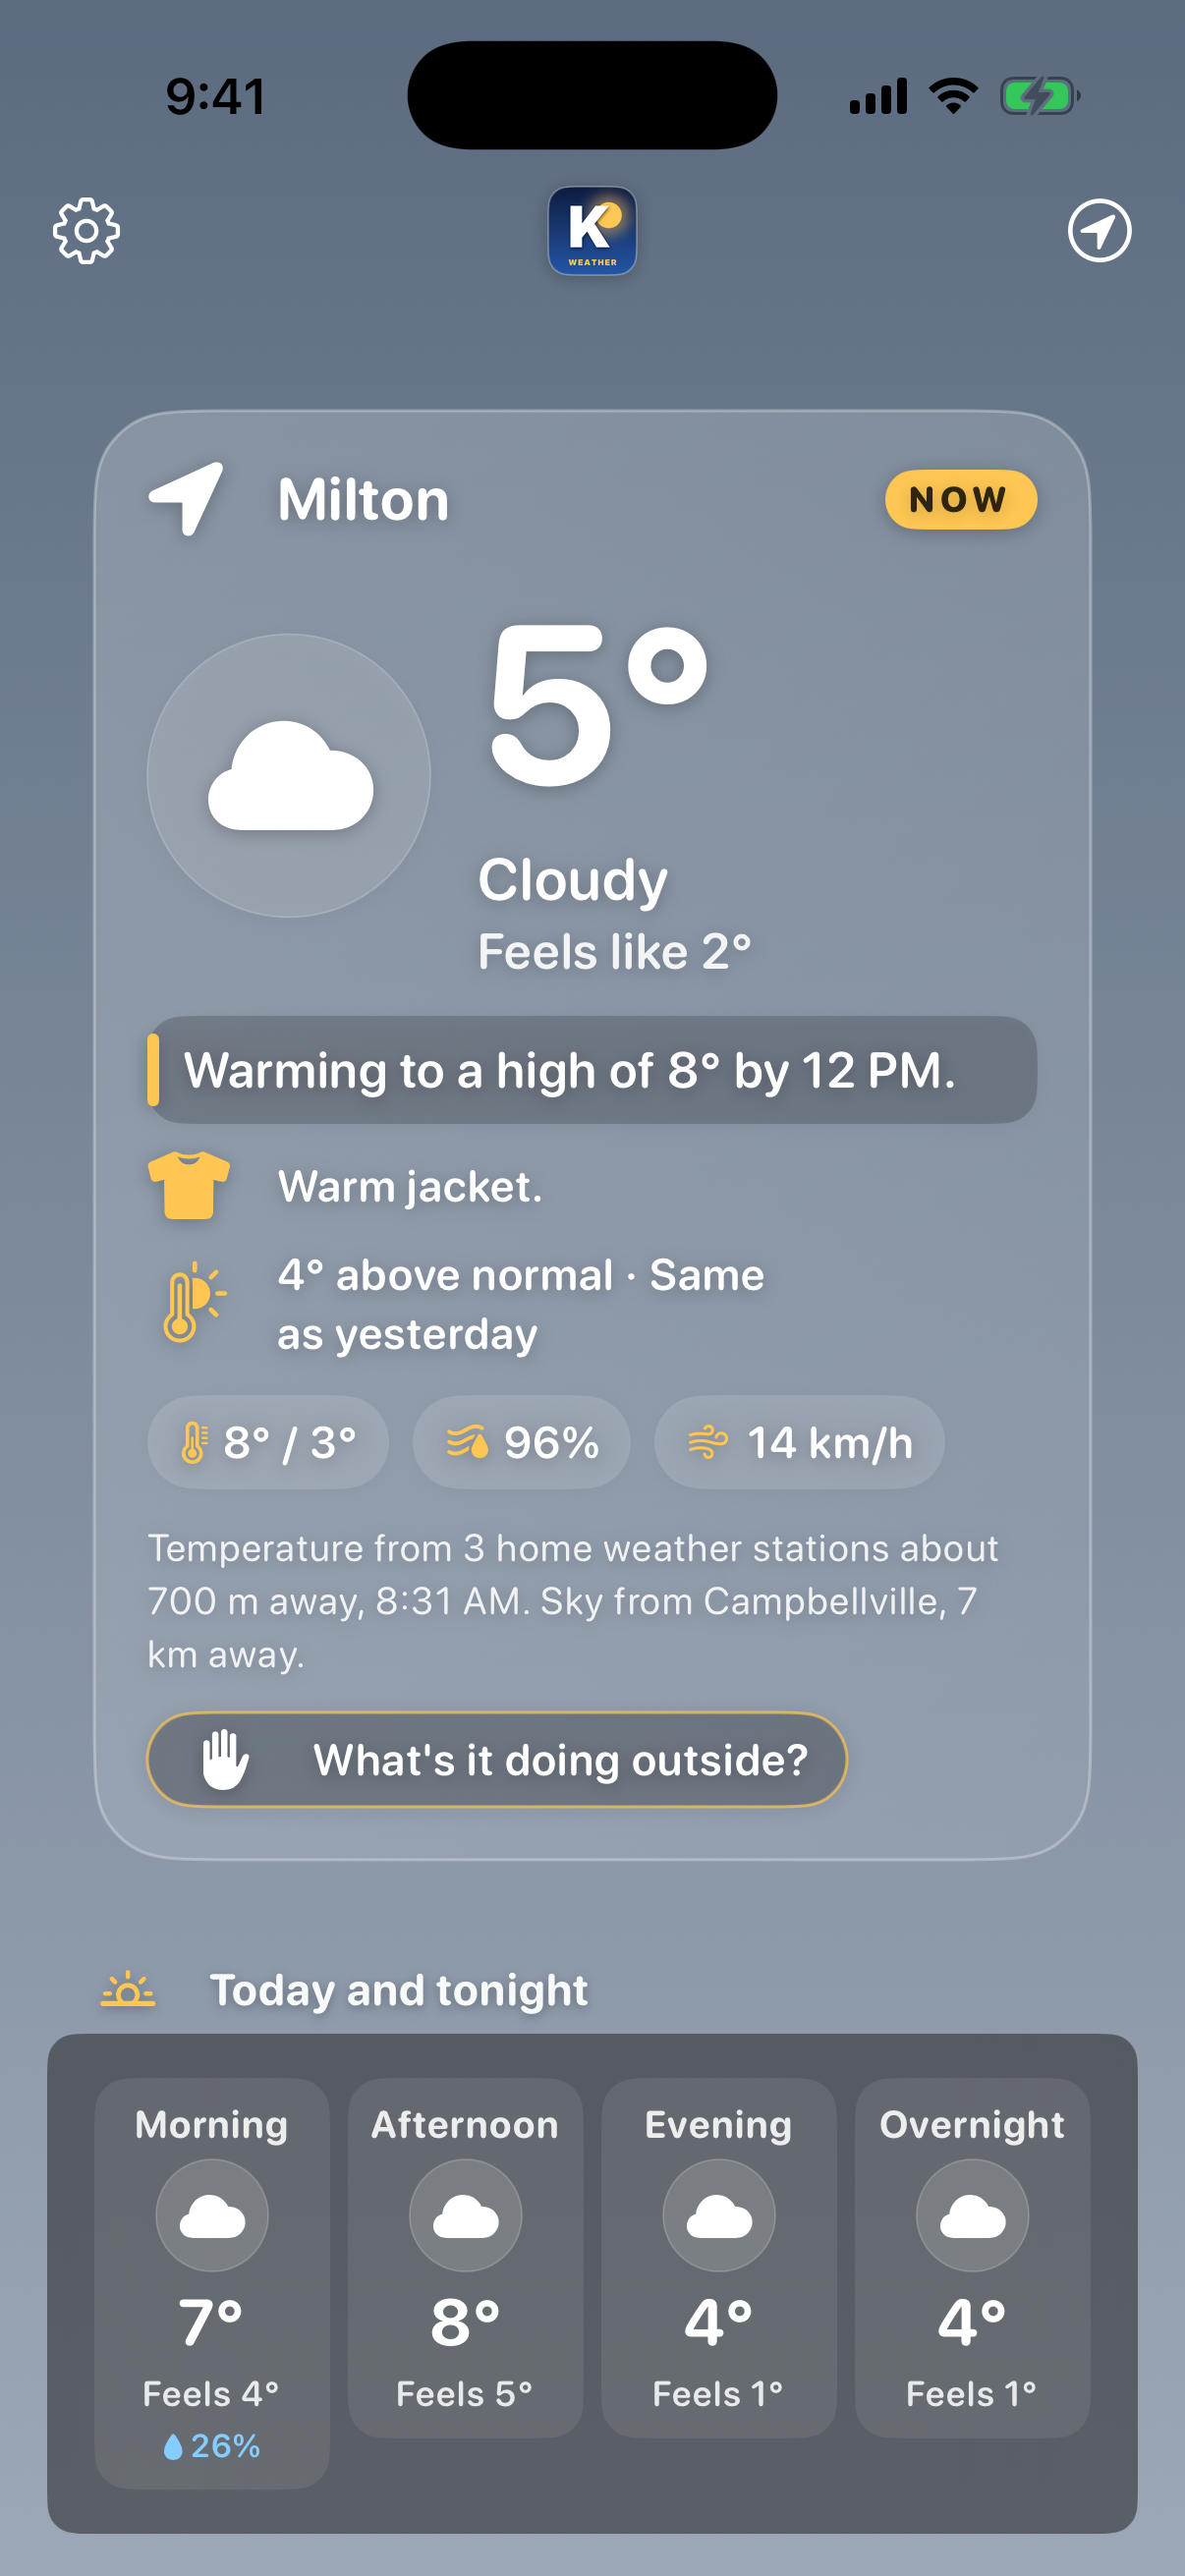 9:41
K
WEATHER
Milton
NOW
5°
Cloudy
Feels like 2°
Warming to a high of 8° by 12 PM.
Warm jacket.
4° above normal · Same
as yesterday
8° / 3°
96%
14 km/h
Temperature from 3 home weather stations about
700 m away, 8:31 AM. Sky from Campbellville, 7
km away.
What's it doing outside?
Today and tonight
Morning
7°
Feels 4°
26%
Afternoon
8°
Feels 5°
Evening
4°
Feels 1°
Overnight
4°
Feels 1°